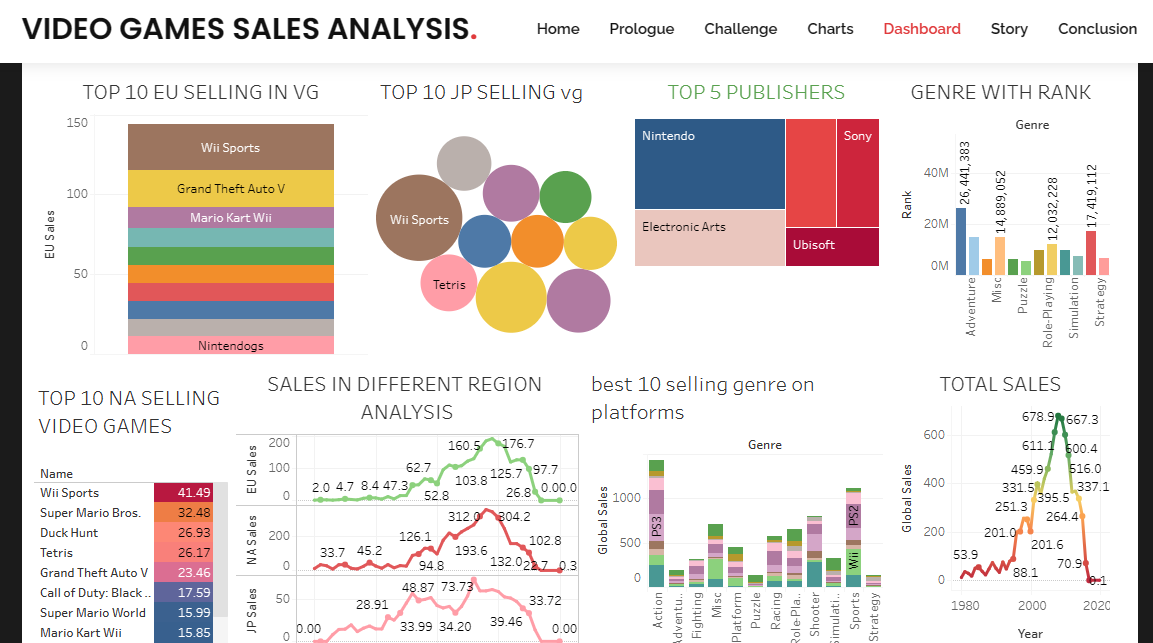 VIDEO GAMES SALES ANALYSIS.
Home Prologue Challenge Charts Dashboard Story Conclusion
TOP 10 EU SELLING IN VG
150
100
50
0
EU Sales
Wii Sports
Grand Theft Auto V
Mario Kart Wii
Nintendogs
TOP 10 JP SELLING vg
Wii Sports
Tetris
TOP 5 PUBLISHERS
Nintendo
Sony
Electronic Arts
Ubisoft
GENRE WITH RANK
Genre
Rank
40M
20M
0M
26,441,383
14,889,052
12,032,228
17,419,112
Adventure
Misc
Puzzle
Role-Playing
Simulation
Strategy
TOP 10 NA SELLING
VIDEO GAMES
Name
Wii Sports 41.49
Super Mario Bros. 32.48
Duck Hunt 26.93
Tetris 26.17
Grand Theft Auto V 23.46
Call of Duty: Black .. 17.59
Super Mario World 15.99
Mario Kart Wii 15.85
SALES IN DIFFERENT REGION
ANALYSIS
EU Sales
200
100
0
2.0 4.7 8.4 47.3
62.7
52.8
160.5
103.8
176.7
125.7
26.8
97.7
0.0 0.0
NA Sales
200
0
33.7
45.2
126.1
94.8
312.0
193.6
304.2
132.0
102.8
22.7
0.3
JP Sales
50
0
0.00
28.91
48.87
33.99
73.73
34.20
39.46
33.72
0.00
best 10 selling genre on
platforms
Genre
Global Sales
1000
500
0
PS3
PS2
Wii
Action
Adventu..
Fighting
Misc
Platform
Puzzle
Racing
Role-Pla..
Shooter
Simulati..
Sports
Strategy
TOTAL SALES
Global Sales
600
400
200
0
678.9
667.3
611.1
500.4
459.9
516.0
331.5
395.5
337.1
251.3
264.4
201.0
201.6
53.9
88.1
70.9
0.1
1980 2000 2020
Year